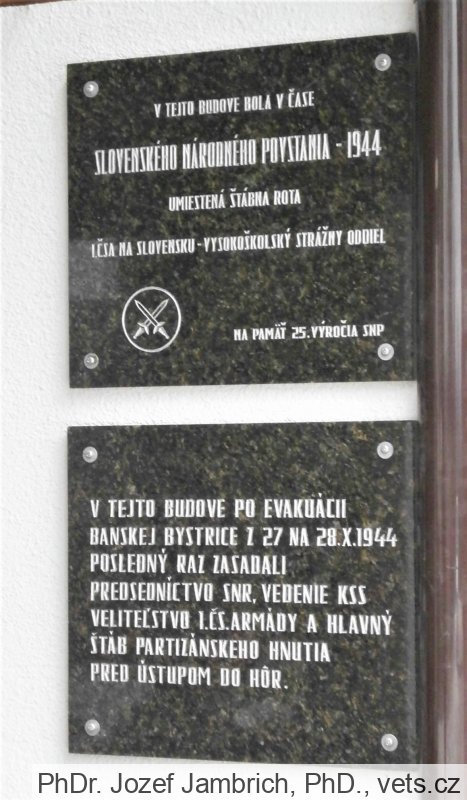 V TEJTO BUDOVE BOLA V ČASE
SLOVENSKÉHO NÁRODNÉHO POVSTANIA - 1944
UMIESTENÁ ŠTÁBNA ROTA
1.ČSA NA SLOVENSKU - VYSOKOŠKOLSKÝ STRÁŽNY ODDIEL
NA PAMÄŤ 25. VÝROČIA SNP
V TEJTO BUDOVE PO EVAKUÁCII
BANSKEJ BYSTRICE Z 27 NA 28.X.1944
POSLEDNÝ RAZ ZASADALI
PREDSEDNÍCTVO SNR, VEDENIE KSS
VELITEĽSTVO 1.ČS. ARMÁDY A HLAVNÝ
ŠTÁB PARTIZÁNSKEHO HNUTIA
PRED ÚSTUPOM DO HÔR.
PhDr. Jozef Jambrich, PhD., vets.cz